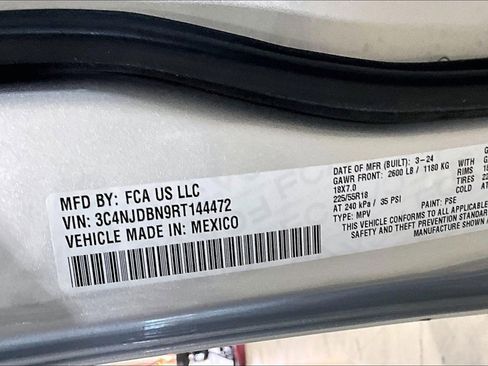 MFD BY: FCA US LLC
VIN: 3C4NJDBN9RT144472
VEHICLE MADE IN: MEXICO
DATE OF MFR (BUILT): 3-24
GAWR FRONT: 2600 LB / 1180 KG
18X7.0
225/55R18
AT 240 kPa / 35 PSI
TYPE: MPV
PAINT: PSE
WITH
RIMS
TIRES
COLD
THIS VEHICLE CONFORMS TO ALL
SAFETY AND THEFT PREVENTION STANDARD
MANUFACTURE SHOWN